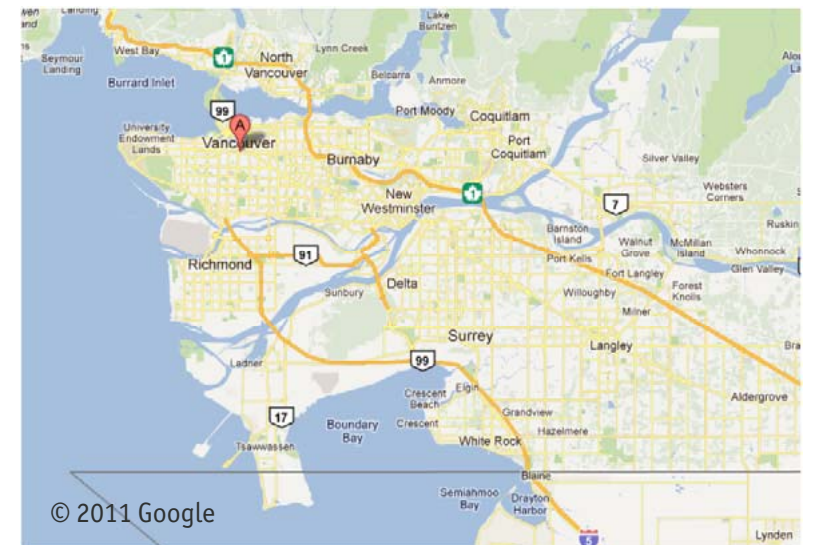 Landing
Lake
Buntzen
West Bay
1
North
Vancouver
Lynn Creek
Seymour
Landing
Burrard Inlet
Belcarra
Anmore
99
A
Port Moody
Coquitlam
University
Endowment
Lands
Vancouver
Burnaby
Port
Coquitlam
Silver Valley
New
Westminster
1
7
Websters
Corners
Ruskin
Barnston
Island
Walnut
Grove
McMillan
Island
Whonnock
Richmond
91
Port Kells
Fort Langley
Glen Valley
Sunbury
Delta
Willoughby
Forest
Knolls
Milner
Surrey
Langley
Ladner
99
Crescent
Beach
Elgin
Aldergrove
17
Boundary
Bay
Crescent
Grandview
Hazelmere
Tsawwassen
White Rock
Blaine
Semiahmoo
Bay
Drayton
Harbor
© 2011 Google
5
Lynden